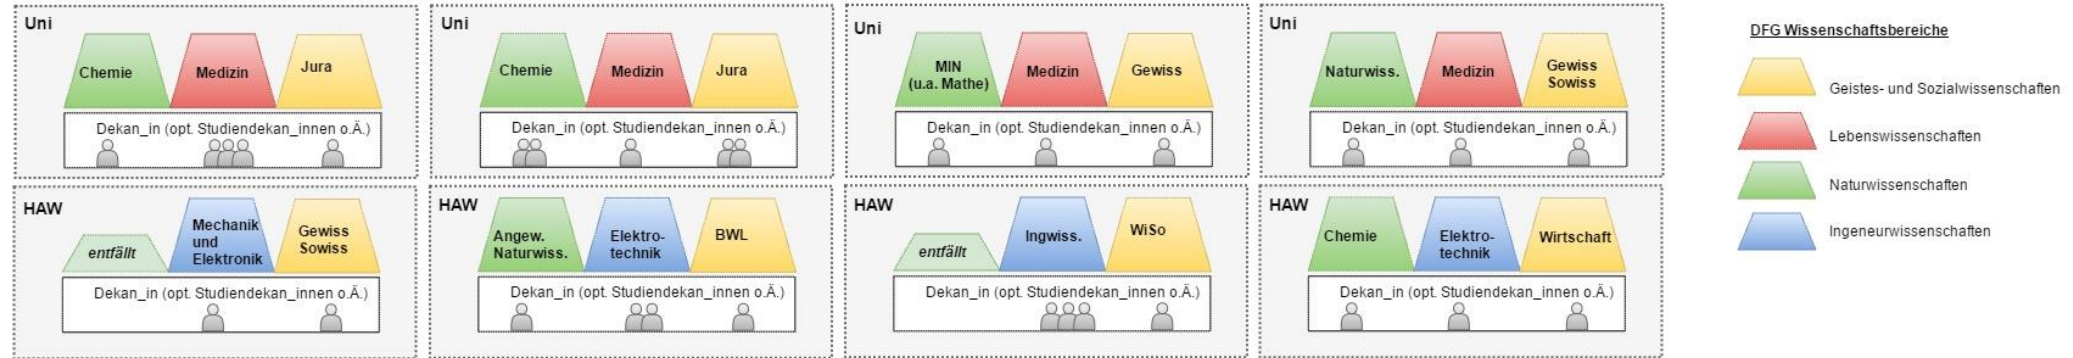 Uni
Chemie
Medizin
Jura
Dekan_in (opt. Studiendekan_innen o.Ä.)
Uni
Chemie
Medizin
Jura
Dekan_in (opt. Studiendekan_innen o.Ä.)
Uni
MIN
(u.a. Mathe)
Medizin
Gewiss
Dekan_in (opt. Studiendekan_innen o.Ä.)
Uni
Naturwiss.
Medizin
Gewiss
Sowiss
Dekan_in (opt. Studiendekan_innen o.Ä.)
HAW
entfällt
Mechanik
und
Elektronik
Gewiss
Sowiss
Dekan_in (opt. Studiendekan_innen o.Ä.)
HAW
Angew.
Naturwiss.
Elektro-
technik
BWL
Dekan_in (opt. Studiendekan_innen o.Ä.)
HAW
entfällt
Ingwiss.
WiSo
Dekan_in (opt. Studiendekan_innen o.Ä.)
HAW
Chemie
Elektro-
technik
Wirtschaft
Dekan_in (opt. Studiendekan_innen o.Ä.)
DFG Wissenschaftsbereiche
Geistes- und Sozialwissenschaften
Lebenswissenschaften
Naturwissenschaften
Ingeneurwissenschaften